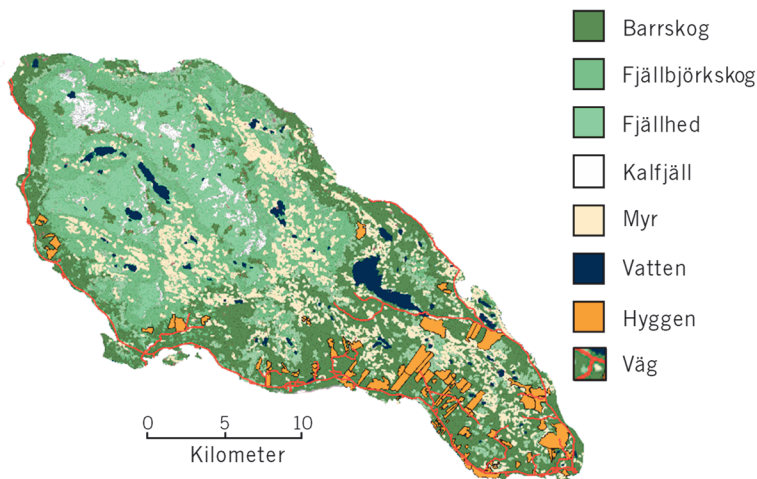 Barrskog
Fjällbjörkskog
Fjällhed
Kalfjäll
Myr
Vatten
Hyggen
Väg
0 5 10
Kilometer